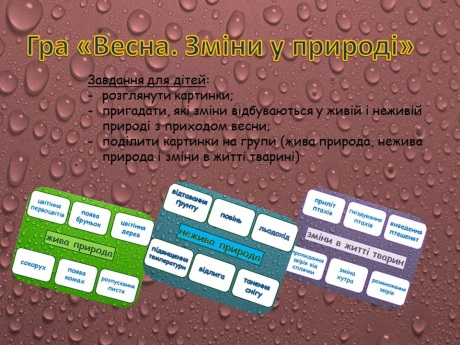 Гра «Весна. Зміни у природі»
Завдання для дітей:
- розглянути картинки;
- пригадати, які зміни відбуваються у живій і неживій
природі з приходом весни;
- поділити картинки на групи (жива природа, нежива
природа і зміни в житті тварині)
цвітіння
первоцвітів
поява
бруньок
цвітіння
дерев
жива природа
сокорух
поява
комах
розпускання
листя
відтавання
ґрунту
повінь
льодохід
нежива природа
підвищення
температури
відлига
танення
снігу
приліт
птахів
гніздування
птахів
виведення
пташенят
зміни в житті тварин
звірів від
сплячки
зміна
хутра
розмноження
звірів